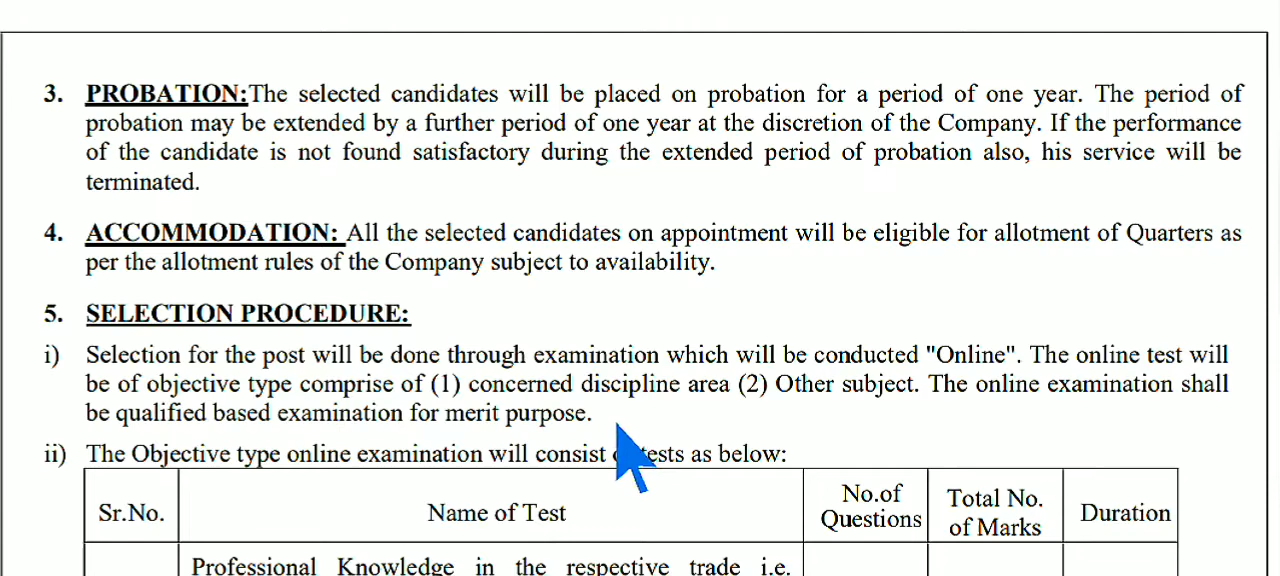 3. PROBATION:The selected candidates will be placed on probation for a period of one year. The period of
probation may be extended by a further period of one year at the discretion of the Company. If the performance
of the candidate is not found satisfactory during the extended period of probation also, his service will be
terminated.
4. ACCOMMODATION: All the selected candidates on appointment will be eligible for allotment of Quarters as
per the allotment rules of the Company subject to availability.
5. SELECTION PROCEDURE:
i) Selection for the post will be done through examination which will be conducted "Online". The online test will
be of objective type comprise of (1) concerned discipline area (2) Other subject. The online examination shall
be qualified based examination for merit purpose.
ii) The Objective type online examination will consist tests as below:
Sr.No. Name of Test No.of Questions Total No. of Marks Duration
Professional Knowledge in the respective trade i.e.